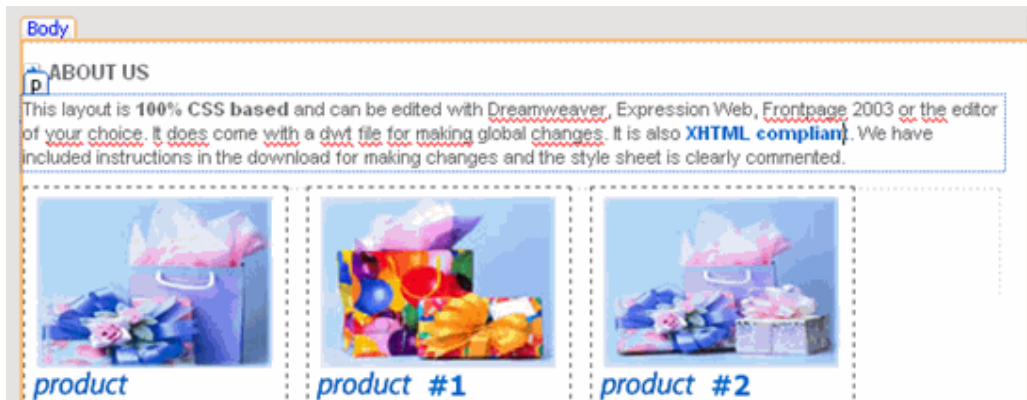 Body
ABOUT US
p
This layout is 100% CSS based and can be edited with Dreamweaver, Expression Web, Frontpage 2003 or the editor
of your choice. It does come with a dwt file for making global changes. It is also XHTML compliant. We have
included instructions in the download for making changes and the style sheet is clearly commented.
product product #1 product #2